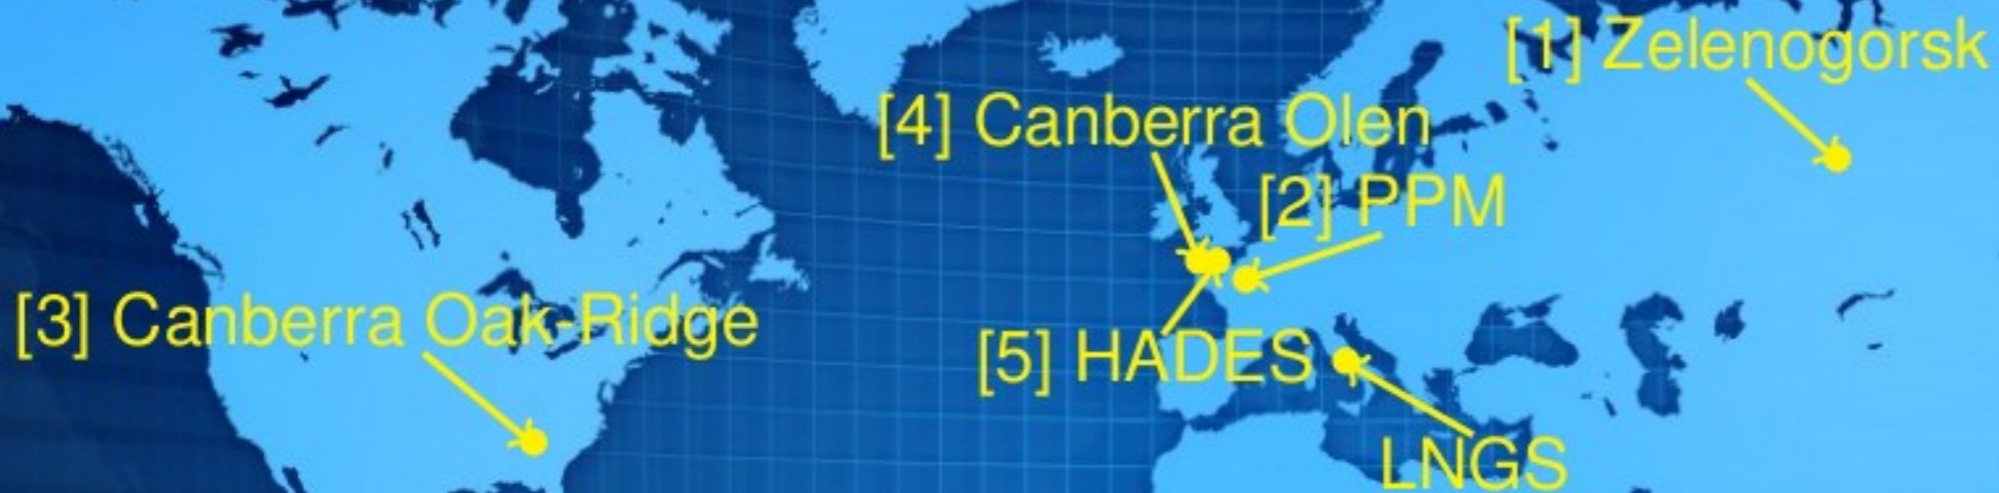 [1] Zelenogorsk
[4] Canberra Olen
[2] PPM
[3] Canberra Oak-Ridge
[5] HADES
LNGS